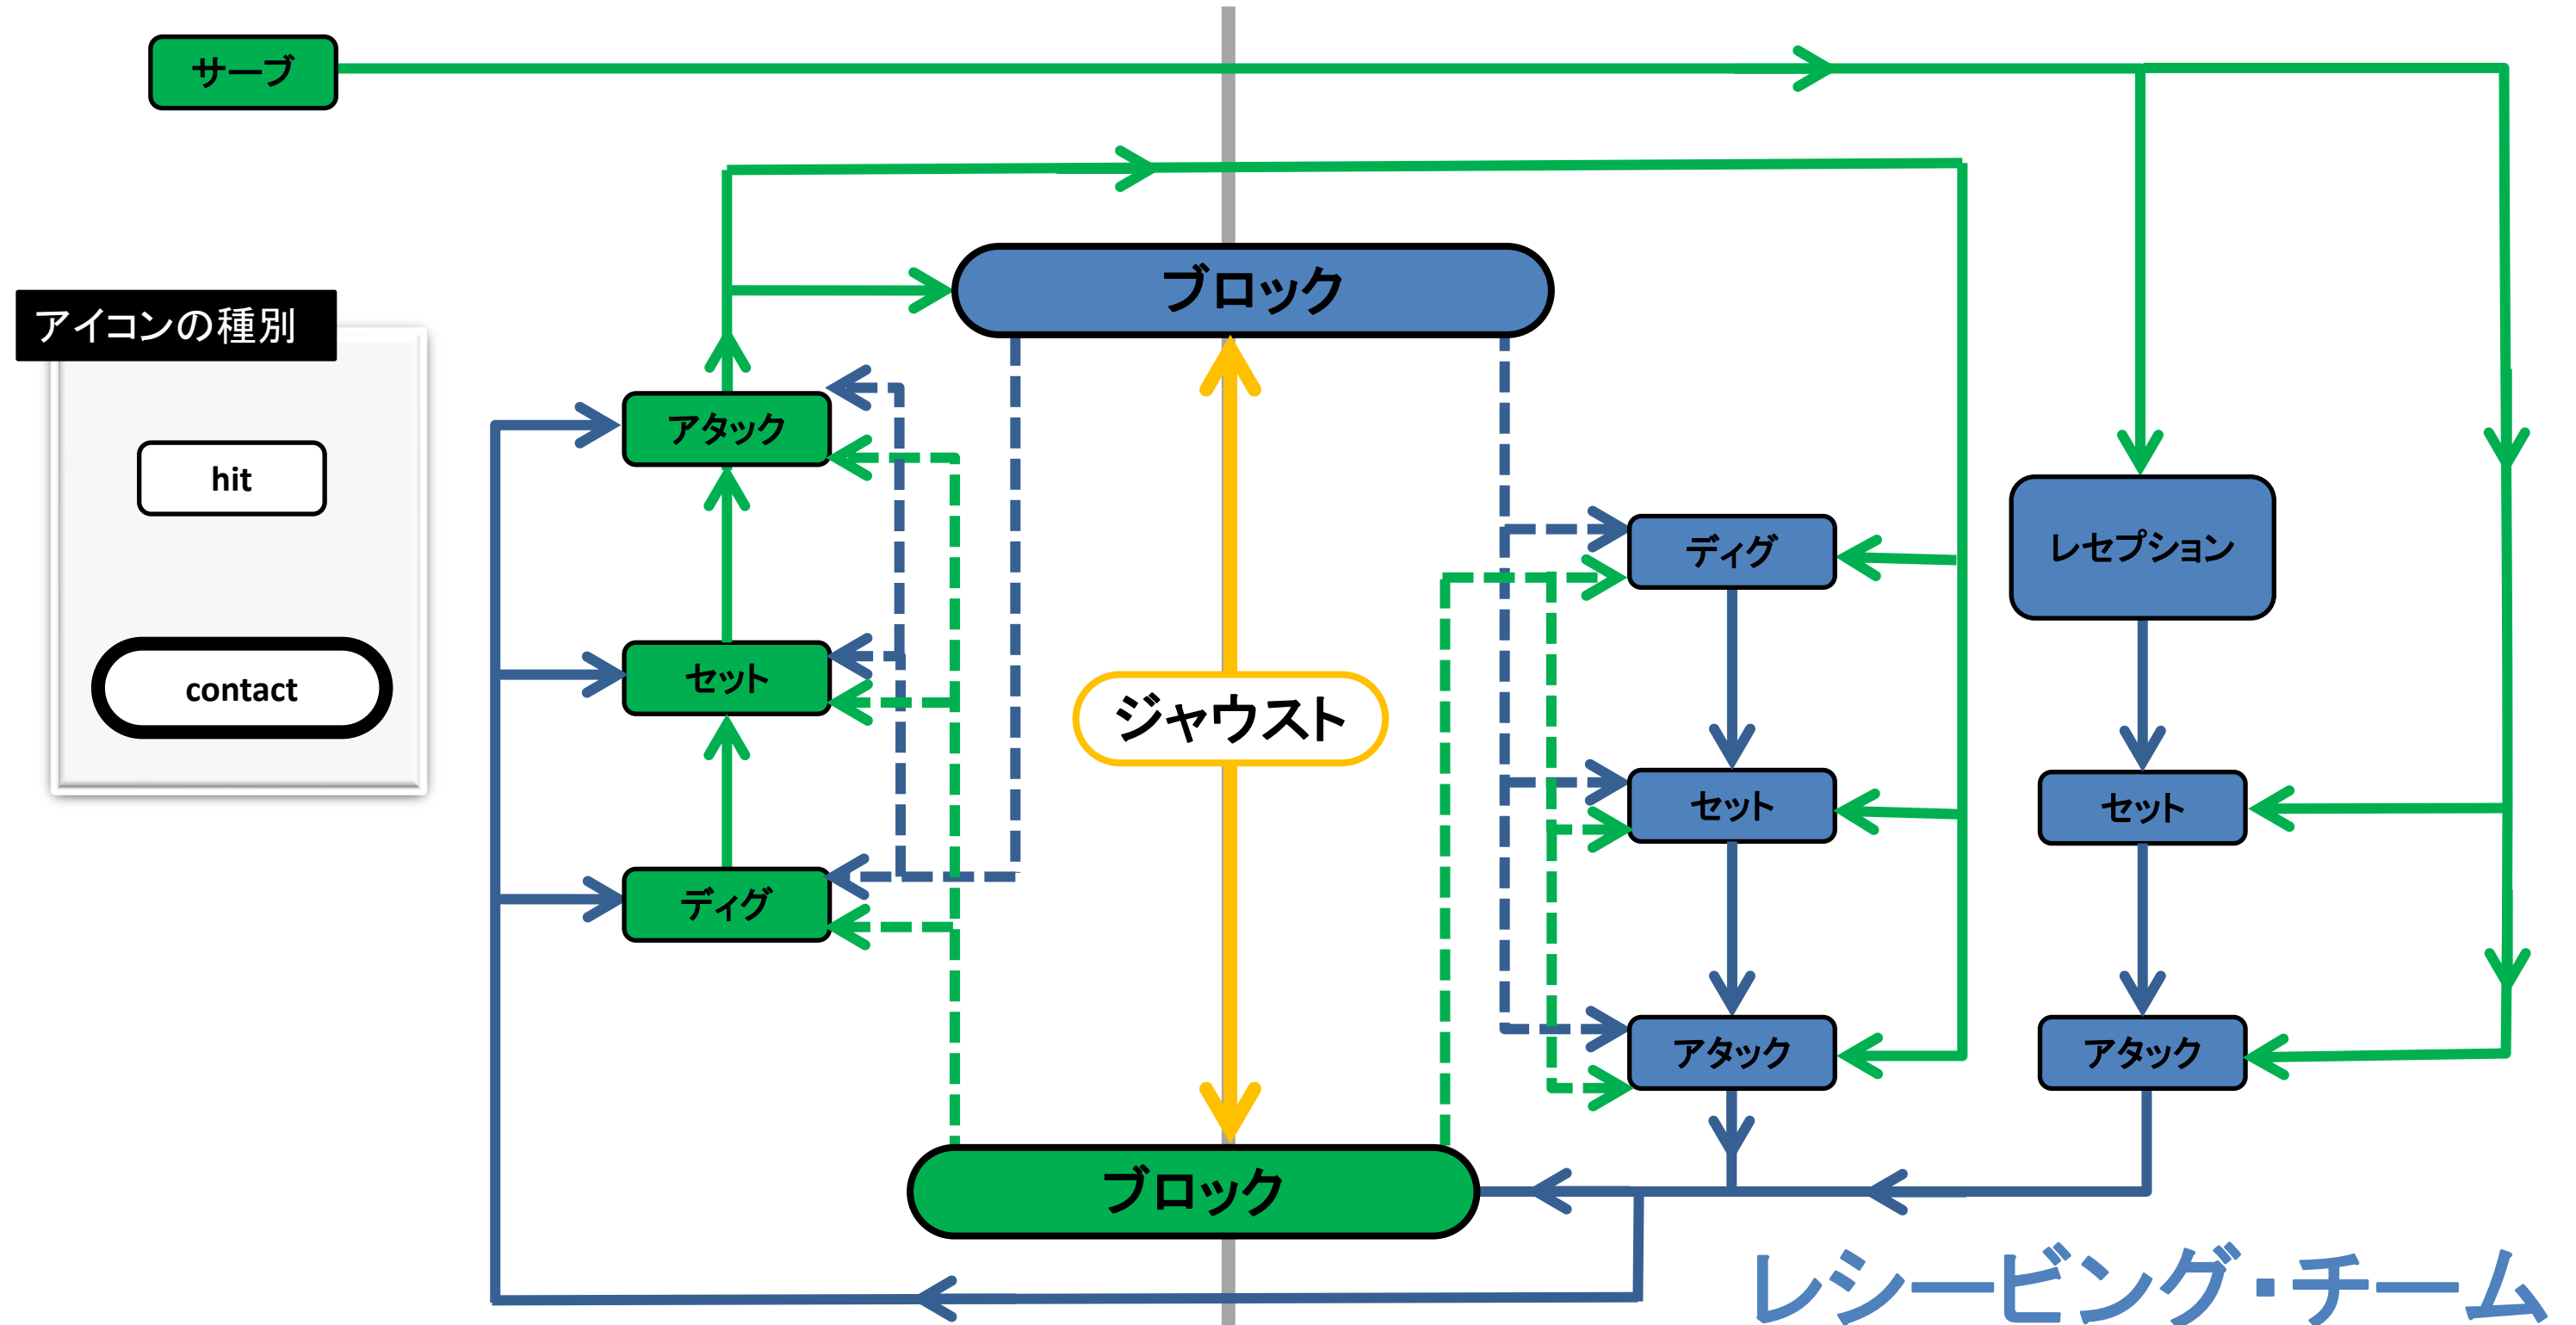 サーブ
ブロック
アイコンの種別
hit
contact
アタック
セット
ディグ
ジャウスト
ディグ
セット
アタック
レセプション
セット
アタック
ブロック
レシービング・チーム